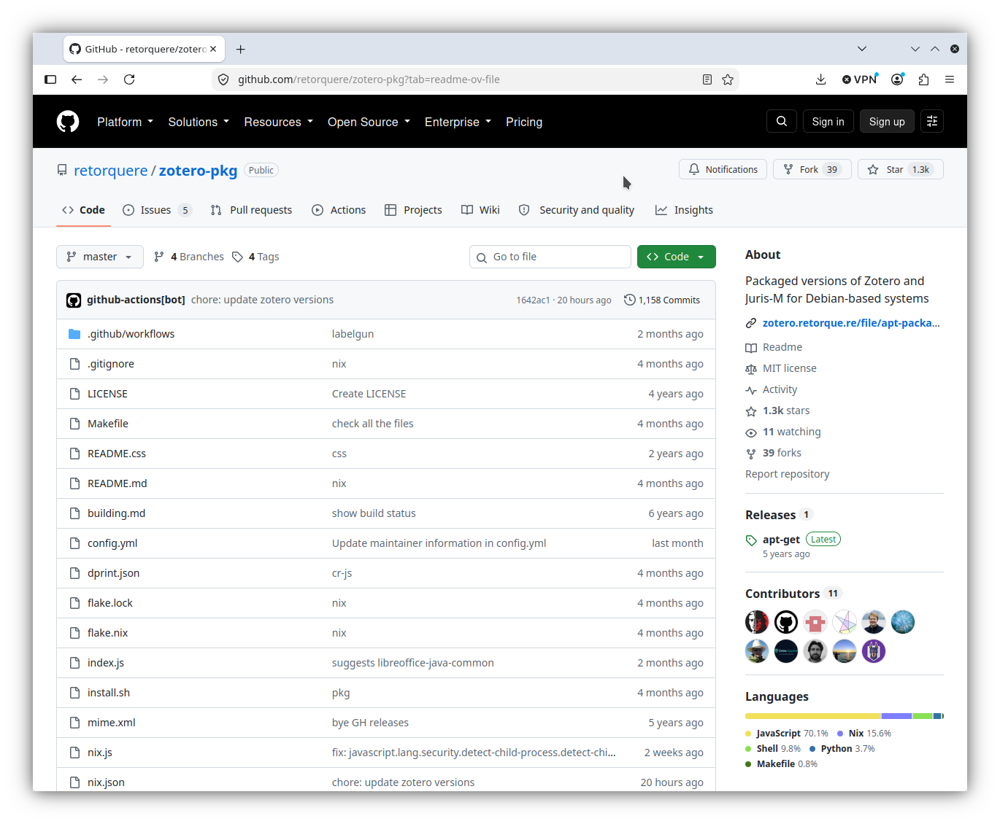 GitHub - retorquere/zotero
github.com/retorquere/zotero-pkg?tab=readme-ov-file
VPN
Platform Solutions Resources Open Source Enterprise Pricing
Sign in Sign up
retorquere / zotero-pkg Public
Notifications Fork 39 Star 1.3k
Code Issues 5 Pull requests Actions Projects Wiki Security and quality Insights
master 4 Branches 4 Tags Go to file Code
github-actions[bot] chore: update zotero versions 1642ac1 · 20 hours ago 1,158 Commits
.github/workflows labelgun 2 months ago
.gitignore nix 4 months ago
LICENSE Create LICENSE 4 years ago
Makefile check all the files 4 months ago
README.css css 2 years ago
README.md nix 4 months ago
building.md show build status 6 years ago
config.yml Update maintainer information in config.yml last month
dprint.json cr-js 4 months ago
flake.lock nix 4 months ago
flake.nix nix 4 months ago
index.js suggests libreoffice-java-common 2 months ago
install.sh pkg 4 months ago
mime.xml bye GH releases 5 years ago
nix.js fix: javascript.lang.security.detect-child-process.detect-chi... 2 weeks ago
nix.json chore: update zotero versions 20 hours ago
About
Packaged versions of Zotero and
Juris-M for Debian-based systems
zotero.retorque.re/file/apt-packa...
Readme
MIT license
Activity
1.3k stars
11 watching
39 forks
Report repository
Releases 1
apt-get Latest
5 years ago
Contributors 11
Languages
JavaScript 70.1% Nix 15.6%
Shell 9.8% Python 3.7%
Makefile 0.8%